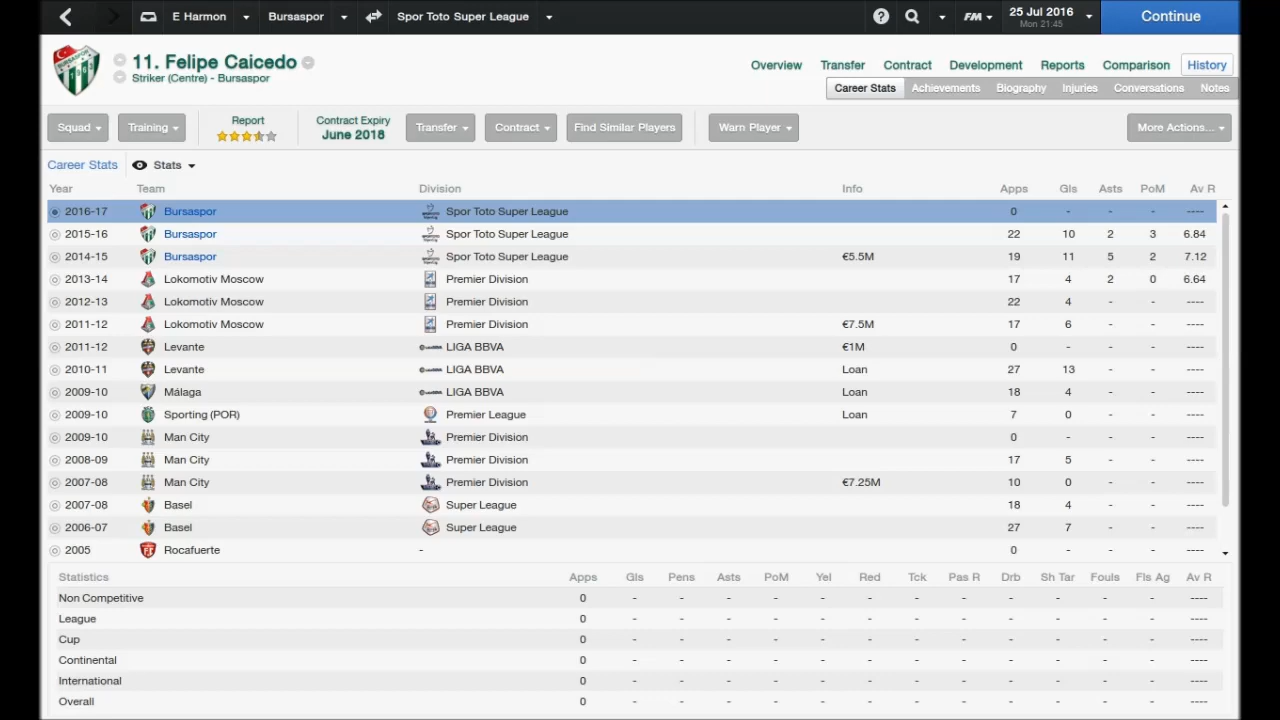 E Harmon Bursaspor Spor Toto Super League ? FM 25 Jul 2016 Continue
Mon 21:45
11. Felipe Caicedo
Striker (Centre) - Bursaspor
Overview Transfer Contract Development Reports Comparison History
Career Stats Achievements Biography Injuries Conversations Notes
Squad Training Report Contract Expiry June 2018 Transfer Contract Find Similar Players Warn Player More Actions...
Career Stats Stats
Year Team Division Info Apps Gls Asts PoM Av R
2016-17 Bursaspor Spor Toto Super League 0 - - - ----
2015-16 Bursaspor Spor Toto Super League 22 10 2 3 6.84
2014-15 Bursaspor Spor Toto Super League €5.5M 19 11 5 2 7.12
2013-14 Lokomotiv Moscow Premier Division 17 4 2 0 6.64
2012-13 Lokomotiv Moscow Premier Division 22 4 - - ----
2011-12 Lokomotiv Moscow Premier Division €7.5M 17 6 - - ----
2011-12 Levante LIGA BBVA €1M 0 - - - ----
2010-11 Levante LIGA BBVA Loan 27 13 - - ----
2009-10 Málaga LIGA BBVA Loan 18 4 - - ----
2009-10 Sporting (POR) Premier League Loan 7 0 - - ----
2009-10 Man City Premier Division 0 - - - ----
2008-09 Man City Premier Division 17 5 - - ----
2007-08 Man City Premier Division €7.25M 10 0 - - ----
2007-08 Basel Super League 18 4 - - ----
2006-07 Basel Super League 27 7 - - ----
2005 Rocafuerte - 0 - - - ----
Statistics Apps Gls Pens Asts PoM Yel Red Tck Pas R Drb Sh Tar Fouls Fls Ag Av R
Non Competitive 0 - - - - - - - - - - - - ----
League 0 - - - - - - - - - - - - ----
Cup 0 - - - - - - - - - - - - ----
Continental 0 - - - - - - - - - - - - ----
International 0 - - - - - - - - - - - - ----
Overall 0 - - - - - - - - - - - - ----